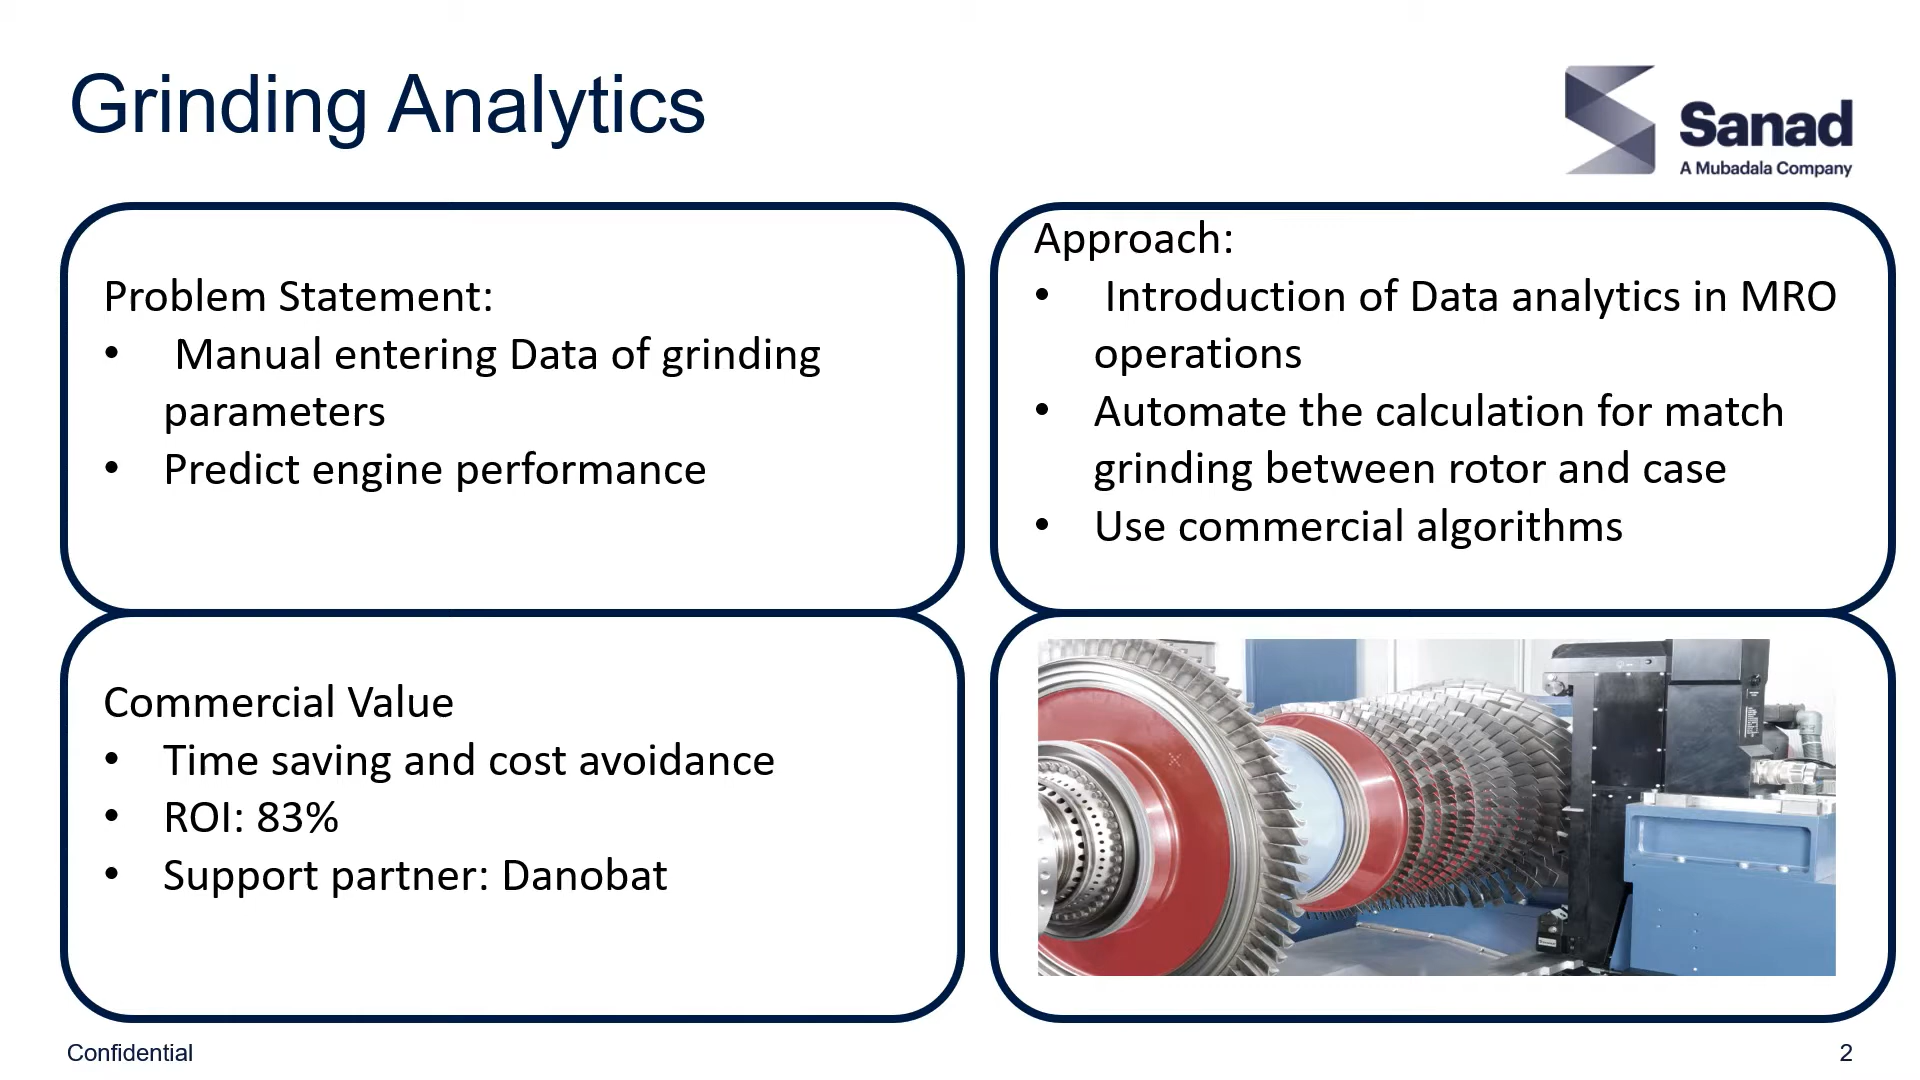 Grinding Analytics
Sanad
A Mubadala Company
Problem Statement:
• Manual entering Data of grinding
parameters
• Predict engine performance
Approach:
• Introduction of Data analytics in MRO
operations
• Automate the calculation for match
grinding between rotor and case
• Use commercial algorithms
Commercial Value
• Time saving and cost avoidance
• ROI: 83%
• Support partner: Danobat
Confidential
2